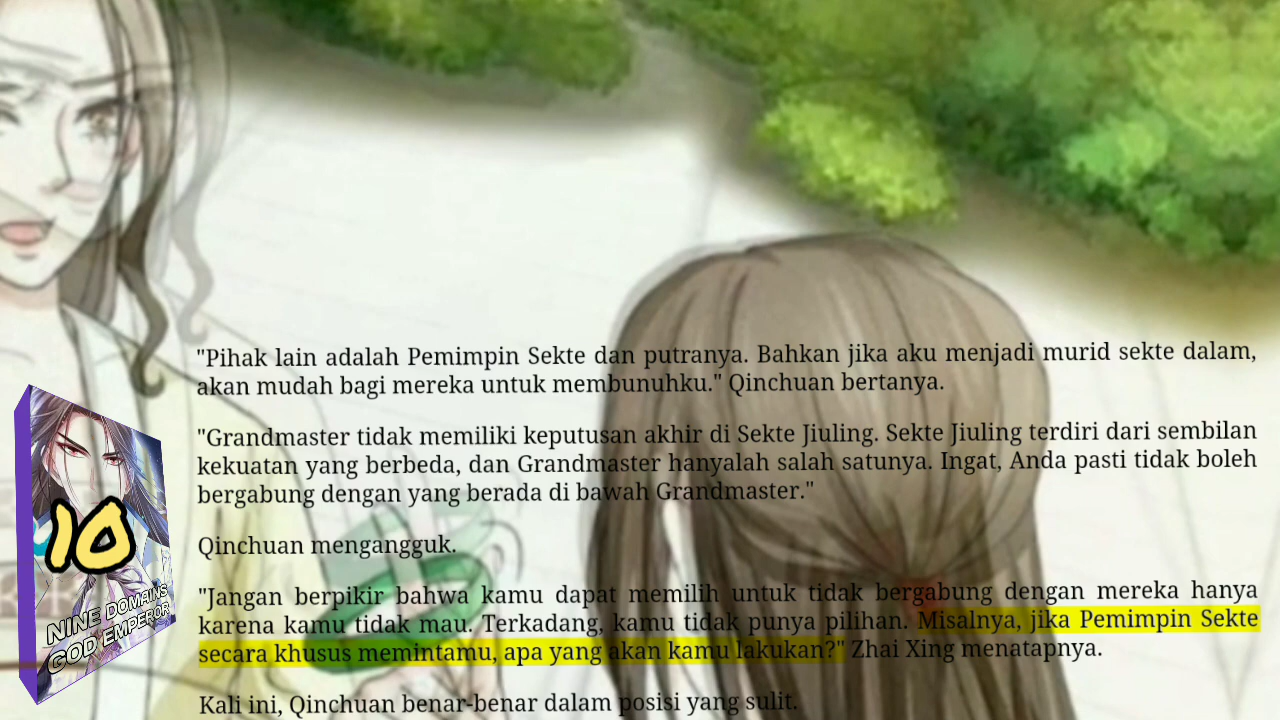 "Pihak lain adalah Pemimpin Sekte dan putranya. Bahkan jika aku menjadi murid sekte dalam,
akan mudah bagi mereka untuk membunuhku." Qinchuan bertanya.
"Grandmaster tidak memiliki keputusan akhir di Sekte Jiuling. Sekte Jiuling terdiri dari sembilan
kekuatan yang berbeda, dan Grandmaster hanyalah salah satunya. Ingat, Anda pasti tidak boleh
bergabung dengan yang berada di bawah Grandmaster."
Qinchuan mengangguk.
"Jangan berpikir bahwa kamu dapat memilih untuk tidak bergabung dengan mereka hanya
karena kamu tidak mau. Terkadang, kamu tidak punya pilihan. Misalnya, jika Pemimpin Sekte
secara khusus memintamu, apa yang akan kamu lakukan?" Zhai Xing menatapnya.
Kali ini, Qinchuan benar-benar dalam posisi yang sulit.
10
NINE DOMAINS
GOD EMPEROR